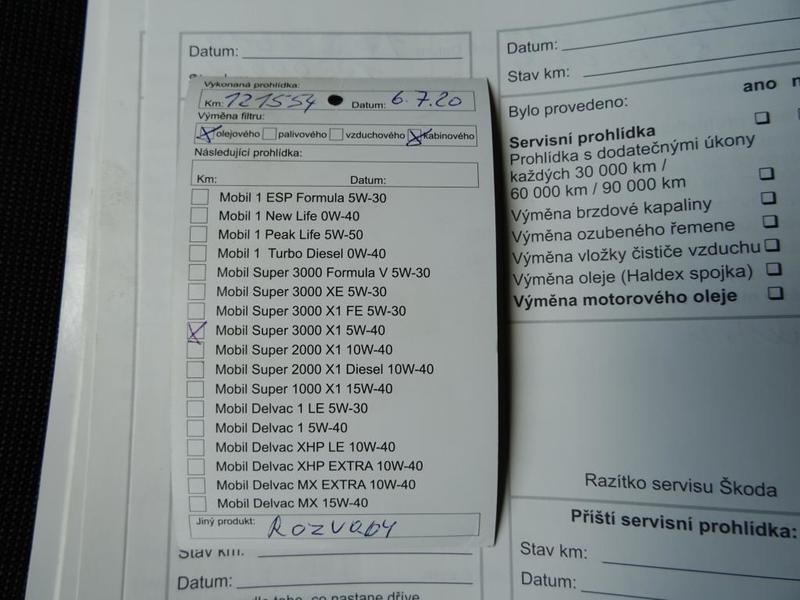 Datum:
Vykonaná prohlídka:
Km: 121554 Datum: 6.7.20
Výměna filtru:
olejového palivového vzduchového kabinového
Následující prohlídka:
Km: Datum:
Mobil 1 ESP Formula 5W-30
Mobil 1 New Life 0W-40
Mobil 1 Peak Life 5W-50
Mobil 1 Turbo Diesel 0W-40
Mobil Super 3000 Formula V 5W-30
Mobil Super 3000 XE 5W-30
Mobil Super 3000 X1 FE 5W-30
Mobil Super 3000 X1 5W-40
Mobil Super 2000 X1 10W-40
Mobil Super 2000 X1 Diesel 10W-40
Mobil Super 1000 X1 15W-40
Mobil Delvac 1 LE 5W-30
Mobil Delvac 1 5W-40
Mobil Delvac XHP LE 10W-40
Mobil Delvac XHP EXTRA 10W-40
Mobil Delvac MX EXTRA 10W-40
Mobil Delvac MX 15W-40
Jiný produkt: Rozvody
Stav km:
Datum:
dle toho, co nastane dříve
Datum:
Stav km:
ano
Bylo provedeno:
Servisní prohlídka
Prohlídka s dodatečnými úkony
každých 30 000 km /
60 000 km / 90 000 km
Výměna brzdové kapaliny
Výměna ozubeného řemene
Výměna vložky čističe vzduchu
Výměna oleje (Haldex spojka)
Výměna motorového oleje
Razítko servisu Škoda
Příští servisní prohlídka:
Stav km:
Datum: